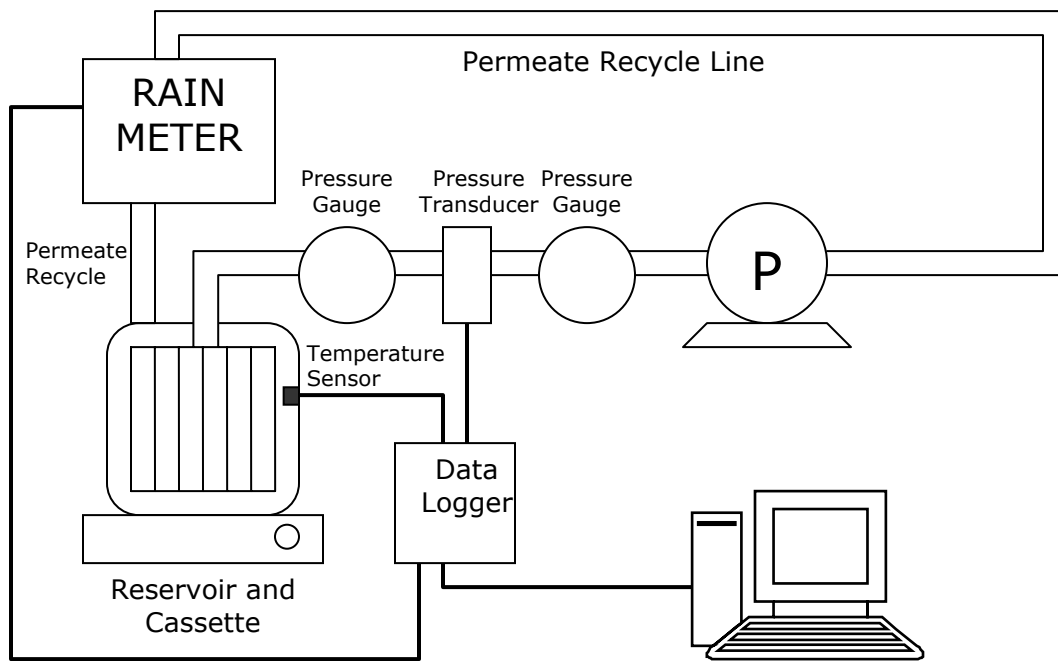 Permeate Recycle Line
RAIN
METER
Pressure
Gauge
Pressure
Transducer
Pressure
Gauge
Permeate
Recycle
P
Temperature
Sensor
Data
Logger
Reservoir and
Cassette